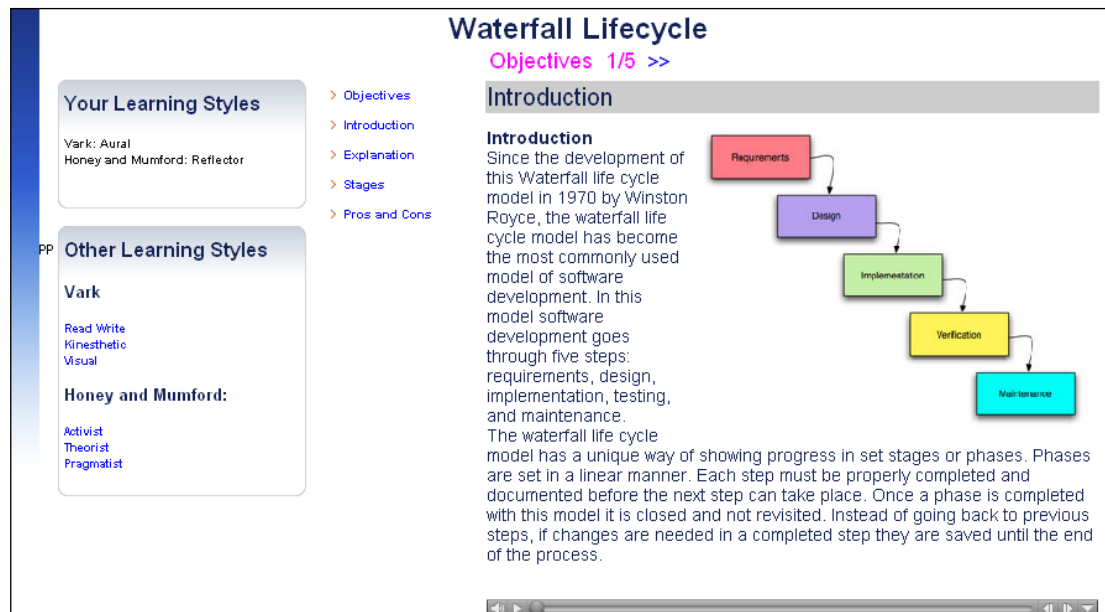 Waterfall Lifecycle
Objectives 1/5 >>
Your Learning Styles
Vark: Aural
Honey and Mumford: Reflector
PP
Other Learning Styles
Vark
Read Write
Kinesthetic
Visual
Honey and Mumford:
Activist
Theorist
Pragmatist
> Objectives
> Introduction
> Explanation
> Stages
> Pros and Cons
Introduction
Introduction
Since the development of
this Waterfall life cycle
model in 1970 by Winston
Royce, the waterfall life
cycle model has become
the most commonly used
model of software
development. In this
model software
development goes
through five steps:
requirements, design,
implementation, testing,
and maintenance.
The waterfall life cycle
model has a unique way of showing progress in set stages or phases. Phases
are set in a linear manner. Each step must be properly completed and
documented before the next step can take place. Once a phase is completed
with this model it is closed and not revisited. Instead of going back to previous
steps, if changes are needed in a completed step they are saved until the end
of the process.
Requirements
Design
Implementation
Verification
Maintenance